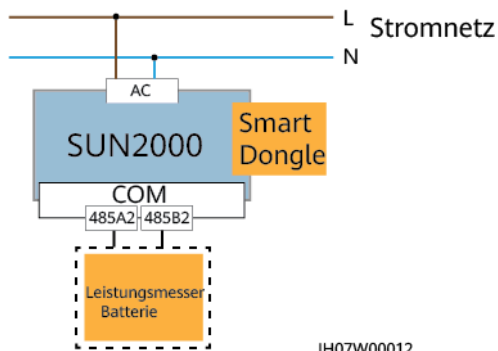 L
Stromnetz
N
AC
SUN2000
Smart
Dongle
COM
485A2
485B2
Leistungsmesser
Batterie
IH07W00012